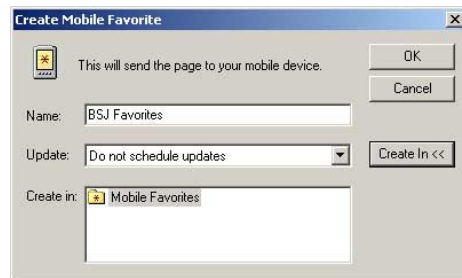 Create Mobile Favorite
This will send the page to your mobile device.
OK
Cancel
Name: BSJ Favorites
Update: Do not schedule updates
Create In <<
Create in: Mobile Favorites